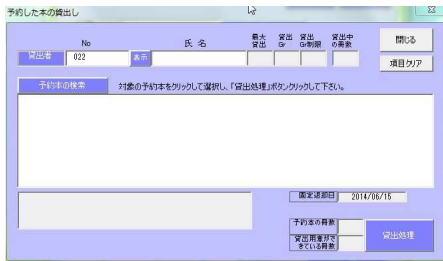 予約した本の貸出し
No 氏 名 最大貸出 貸出Gr 貸出Gr制限 貸出中の冊数 閉じる
貸出者 022 表示 項目クリア
予約本の検索 対象の予約本をクリックして選択し、「貸出処理」ボタンクリックして下さい。
固定返却日 2014/06/15
予約本の冊数
貸出用意ができている冊数 貸出処理